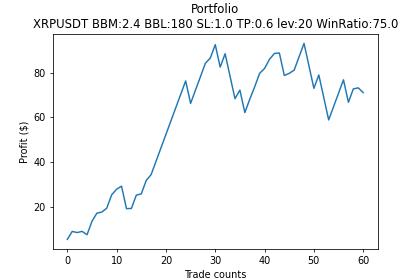 Portfolio
XRPUSDT BBM:2.4 BBL:180 SL:1.0 TP:0.6 lev:20 WinRatio:75.0
80
60
40
20
Profit ($)
0 10 20 30 40 50 60
Trade counts